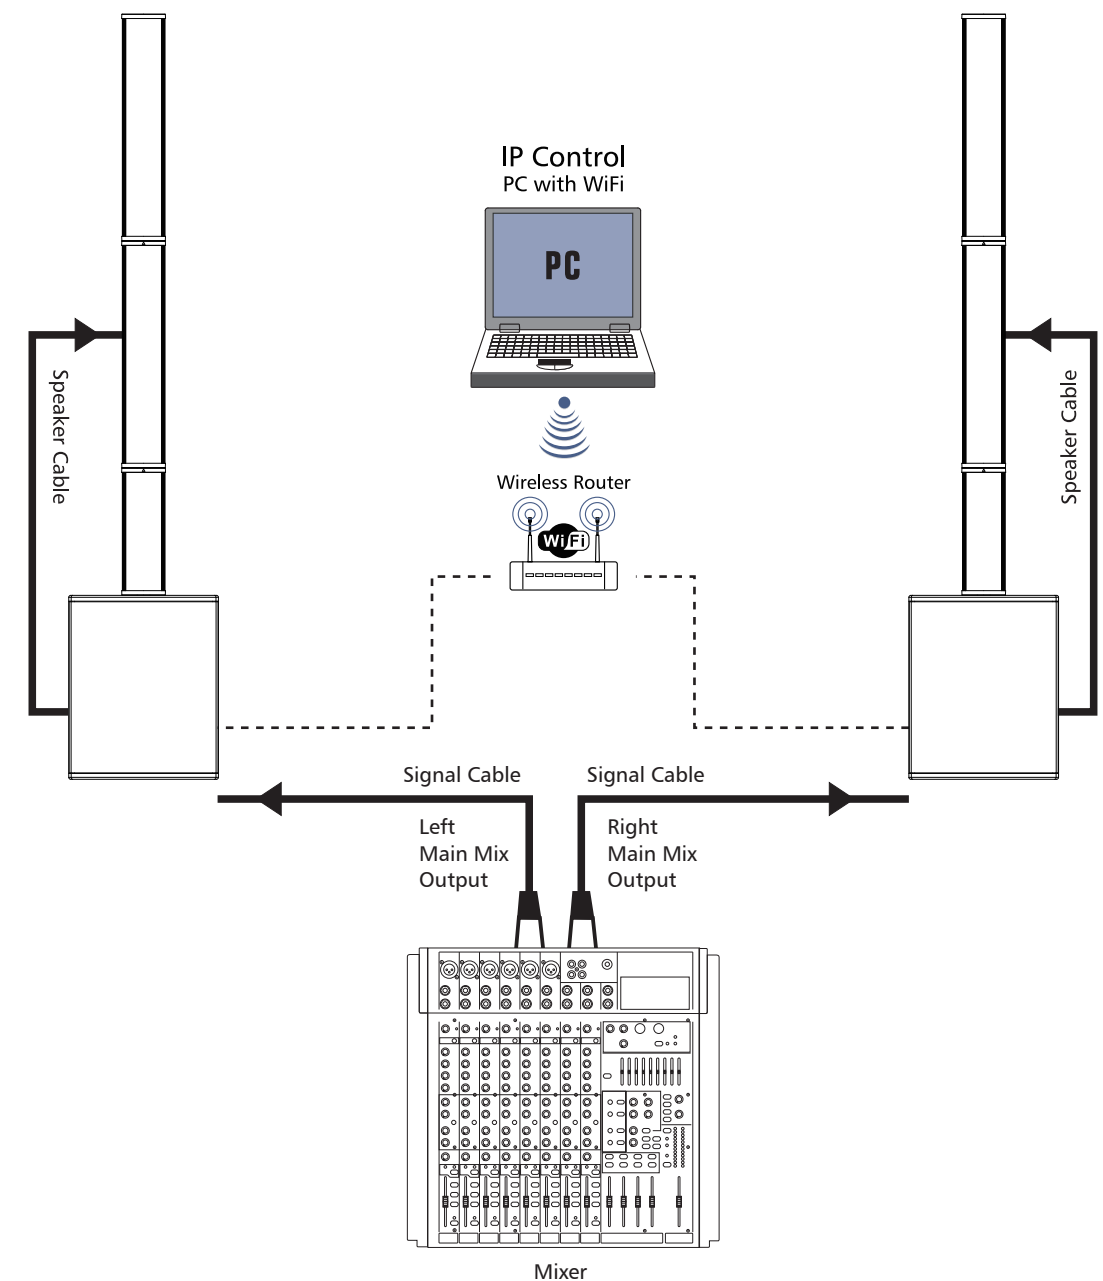 IP Control
PC with WiFi
PC
Speaker Cable
Speaker Cable
Wireless Router
WiFi
Signal Cable
Signal Cable
Left
Main Mix
Output
Right
Main Mix
Output
Mixer